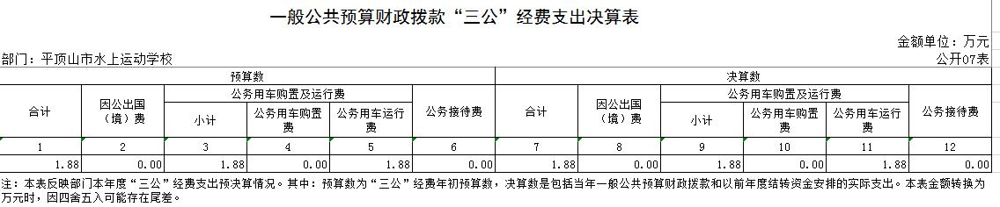 一般公共预算财政拨款“三公”经费支出决算表
金额单位：万元
部门：平顶山市水上运动学校 公开07表
预算数 决算数
合计 因公出国（境）费 公务用车购置及运行费 公务接待费 合计 因公出国（境）费 公务用车购置及运行费 公务接待费
小计 公务用车购置费 公务用车运行费 小计 公务用车购置费 公务用车运行费
1 2 3 4 5 6 7 8 9 10 11 12
1.88 0.00 1.88 0.00 1.88 0.00 1.88 0.00 1.88 0.00 1.88 0.00
注：本表反映部门本年度“三公”经费支出预决算情况。其中：预算数为“三公”经费年初预算数，决算数是包括当年一般公共预算财政拨款和以前年度结转资金安排的实际支出。本表金额转换为
万元时，因四舍五入可能存在尾差。